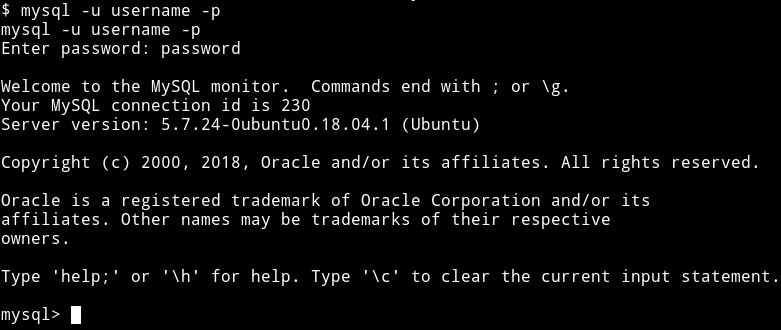 $ mysql -u username -p
mysql -u username -p
Enter password: password
Welcome to the MySQL monitor.  Commands end with ; or \g.
Your MySQL connection id is 230
Server version: 5.7.24-0ubuntu0.18.04.1 (Ubuntu)
Copyright (c) 2000, 2018, Oracle and/or its affiliates. All rights reserved.
Oracle is a registered trademark of Oracle Corporation and/or its
affiliates. Other names may be trademarks of their respective
owners.
Type 'help;' or '\h' for help. Type '\c' to clear the current input statement.
mysql>